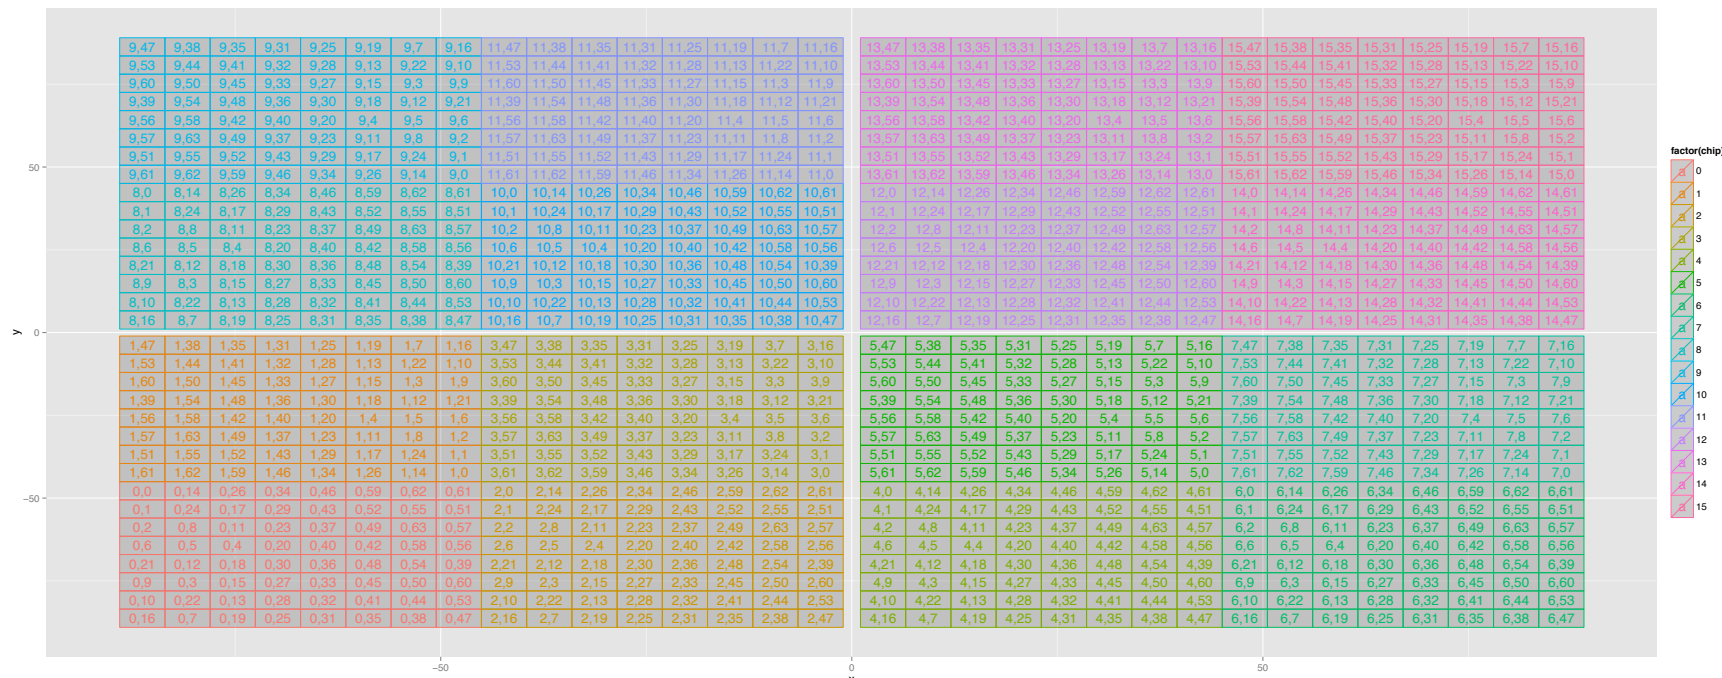 9,47 9,38 9,35 9,31 9,25 9,19 9,7 9,16 11,47 11,38 11,35 11,31 11,25 11,19 11,7 11,16 13,47 13,38 13,35 13,31 13,25 13,19 13,7 13,16 15,47 15,38 15,35 15,31 15,25 15,19 15,7 15,16
9,53 9,44 9,41 9,32 9,28 9,13 9,22 9,10 11,53 11,44 11,41 11,32 11,28 11,13 11,22 11,10 13,53 13,44 13,41 13,32 13,28 13,13 13,22 13,10 15,53 15,44 15,41 15,32 15,28 15,13 15,22 15,10
9,60 9,50 9,45 9,33 9,27 9,15 9,3 9,9 11,60 11,50 11,45 11,33 11,27 11,15 11,3 11,9 13,60 13,50 13,45 13,33 13,27 13,15 13,3 13,9 15,60 15,50 15,45 15,33 15,27 15,15 15,3 15,9
9,39 9,54 9,48 9,36 9,30 9,18 9,12 9,21 11,39 11,54 11,48 11,36 11,30 11,18 11,12 11,21 13,39 13,54 13,48 13,36 13,30 13,18 13,12 13,21 15,39 15,54 15,48 15,36 15,30 15,18 15,12 15,21
9,56 9,58 9,42 9,40 9,20 9,4 9,5 9,6 11,56 11,58 11,42 11,40 11,20 11,4 11,5 11,6 13,56 13,58 13,42 13,40 13,20 13,4 13,5 13,6 15,56 15,58 15,42 15,40 15,20 15,4 15,5 15,6
9,57 9,63 9,49 9,37 9,23 9,11 9,8 9,2 11,57 11,63 11,49 11,37 11,23 11,11 11,8 11,2 13,57 13,63 13,49 13,37 13,23 13,11 13,8 13,2 15,57 15,63 15,49 15,37 15,23 15,11 15,8 15,2
9,51 9,55 9,52 9,43 9,29 9,17 9,24 9,1 11,51 11,55 11,52 11,43 11,29 11,17 11,24 11,1 13,51 13,55 13,52 13,43 13,29 13,17 13,24 13,1 15,51 15,55 15,52 15,43 15,29 15,17 15,24 15,1
50
9,61 9,62 9,59 9,46 9,34 9,26 9,14 9,0 11,61 11,62 11,59 11,46 11,34 11,26 11,14 11,0 13,61 13,62 13,59 13,46 13,34 13,26 13,14 13,0 15,61 15,62 15,59 15,46 15,34 15,26 15,14 15,0
8,0 8,14 8,26 8,34 8,46 8,59 8,62 8,61 10,0 10,14 10,26 10,34 10,46 10,59 10,62 10,61 12,0 12,14 12,26 12,34 12,46 12,59 12,62 12,61 14,0 14,14 14,26 14,34 14,46 14,59 14,62 14,61
8,1 8,24 8,17 8,29 8,43 8,52 8,55 8,51 10,1 10,24 10,17 10,29 10,43 10,52 10,55 10,51 12,1 12,24 12,17 12,29 12,43 12,52 12,55 12,51 14,1 14,24 14,17 14,29 14,43 14,52 14,55 14,51
8,2 8,8 8,11 8,23 8,37 8,49 8,63 8,57 10,2 10,8 10,11 10,23 10,37 10,49 10,63 10,57 12,2 12,8 12,11 12,23 12,37 12,49 12,63 12,57 14,2 14,8 14,11 14,23 14,37 14,49 14,63 14,57
8,6 8,5 8,4 8,20 8,40 8,42 8,58 8,56 10,6 10,5 10,4 10,20 10,40 10,42 10,58 10,56 12,6 12,5 12,4 12,20 12,40 12,42 12,58 12,56 14,6 14,5 14,4 14,20 14,40 14,42 14,58 14,56
8,21 8,12 8,18 8,30 8,36 8,48 8,54 8,39 10,21 10,12 10,18 10,30 10,36 10,48 10,54 10,39 12,21 12,12 12,18 12,30 12,36 12,48 12,54 12,39 14,21 14,12 14,18 14,30 14,36 14,48 14,54 14,39
8,9 8,3 8,15 8,27 8,33 8,45 8,50 8,60 10,9 10,3 10,15 10,27 10,33 10,45 10,50 10,60 12,9 12,3 12,15 12,27 12,33 12,45 12,50 12,60 14,9 14,3 14,15 14,27 14,33 14,45 14,50 14,60
8,10 8,22 8,13 8,28 8,32 8,41 8,44 8,53 10,10 10,22 10,13 10,28 10,32 10,41 10,44 10,53 12,10 12,22 12,13 12,28 12,32 12,41 12,44 12,53 14,10 14,22 14,13 14,28 14,32 14,41 14,44 14,53
8,16 8,7 8,19 8,25 8,31 8,35 8,38 8,47 10,16 10,7 10,19 10,25 10,31 10,35 10,38 10,47 12,16 12,7 12,19 12,25 12,31 12,35 12,38 12,47 14,16 14,7 14,19 14,25 14,31 14,35 14,38 14,47
y
0
1,47 1,38 1,35 1,31 1,25 1,19 1,7 1,16 3,47 3,38 3,35 3,31 3,25 3,19 3,7 3,16 5,47 5,38 5,35 5,31 5,25 5,19 5,7 5,16 7,47 7,38 7,35 7,31 7,25 7,19 7,7 7,16
1,53 1,44 1,41 1,32 1,28 1,13 1,22 1,10 3,53 3,44 3,41 3,32 3,28 3,13 3,22 3,10 5,53 5,44 5,41 5,32 5,28 5,13 5,22 5,10 7,53 7,44 7,41 7,32 7,28 7,13 7,22 7,10
1,60 1,50 1,45 1,33 1,27 1,15 1,3 1,9 3,60 3,50 3,45 3,33 3,27 3,15 3,3 3,9 5,60 5,50 5,45 5,33 5,27 5,15 5,3 5,9 7,60 7,50 7,45 7,33 7,27 7,15 7,3 7,9
1,39 1,54 1,48 1,36 1,30 1,18 1,12 1,21 3,39 3,54 3,48 3,36 3,30 3,18 3,12 3,21 5,39 5,54 5,48 5,36 5,30 5,18 5,12 5,21 7,39 7,54 7,48 7,36 7,30 7,18 7,12 7,21
1,56 1,58 1,42 1,40 1,20 1,4 1,5 1,6 3,56 3,58 3,42 3,40 3,20 3,4 3,5 3,6 5,56 5,58 5,42 5,40 5,20 5,4 5,5 5,6 7,56 7,58 7,42 7,40 7,20 7,4 7,5 7,6
1,57 1,63 1,49 1,37 1,23 1,11 1,8 1,2 3,57 3,63 3,49 3,37 3,23 3,11 3,8 3,2 5,57 5,63 5,49 5,37 5,23 5,11 5,8 5,2 7,57 7,63 7,49 7,37 7,23 7,11 7,8 7,2
1,51 1,55 1,52 1,43 1,29 1,17 1,24 1,1 3,51 3,55 3,52 3,43 3,29 3,17 3,24 3,1 5,51 5,55 5,52 5,43 5,29 5,17 5,24 5,1 7,51 7,55 7,52 7,43 7,29 7,17 7,24 7,1
1,61 1,62 1,59 1,46 1,34 1,26 1,14 1,0 3,61 3,62 3,59 3,46 3,34 3,26 3,14 3,0 5,61 5,62 5,59 5,46 5,34 5,26 5,14 5,0 7,61 7,62 7,59 7,46 7,34 7,26 7,14 7,0
0,0 0,14 0,26 0,34 0,46 0,59 0,62 0,61 2,0 2,14 2,26 2,34 2,46 2,59 2,62 2,61 4,0 4,14 4,26 4,34 4,46 4,59 4,62 4,61 6,0 6,14 6,26 6,34 6,46 6,59 6,62 6,61
−50
0,1 0,24 0,17 0,29 0,43 0,52 0,55 0,51 2,1 2,24 2,17 2,29 2,43 2,52 2,55 2,51 4,1 4,24 4,17 4,29 4,43 4,52 4,55 4,51 6,1 6,24 6,17 6,29 6,43 6,52 6,55 6,51
0,2 0,8 0,11 0,23 0,37 0,49 0,63 0,57 2,2 2,8 2,11 2,23 2,37 2,49 2,63 2,57 4,2 4,8 4,11 4,23 4,37 4,49 4,63 4,57 6,2 6,8 6,11 6,23 6,37 6,49 6,63 6,57
0,6 0,5 0,4 0,20 0,40 0,42 0,58 0,56 2,6 2,5 2,4 2,20 2,40 2,42 2,58 2,56 4,6 4,5 4,4 4,20 4,40 4,42 4,58 4,56 6,6 6,5 6,4 6,20 6,40 6,42 6,58 6,56
0,21 0,12 0,18 0,30 0,36 0,48 0,54 0,39 2,21 2,12 2,18 2,30 2,36 2,48 2,54 2,39 4,21 4,12 4,18 4,30 4,36 4,48 4,54 4,39 6,21 6,12 6,18 6,30 6,36 6,48 6,54 6,39
0,9 0,3 0,15 0,27 0,33 0,45 0,50 0,60 2,9 2,3 2,15 2,27 2,33 2,45 2,50 2,60 4,9 4,3 4,15 4,27 4,33 4,45 4,50 4,60 6,9 6,3 6,15 6,27 6,33 6,45 6,50 6,60
0,10 0,22 0,13 0,28 0,32 0,41 0,44 0,53 2,10 2,22 2,13 2,28 2,32 2,41 2,44 2,53 4,10 4,22 4,13 4,28 4,32 4,41 4,44 4,53 6,10 6,22 6,13 6,28 6,32 6,41 6,44 6,53
0,16 0,7 0,19 0,25 0,31 0,35 0,38 0,47 2,16 2,7 2,19 2,25 2,31 2,35 2,38 2,47 4,16 4,7 4,19 4,25 4,31 4,35 4,38 4,47 6,16 6,7 6,19 6,25 6,31 6,35 6,38 6,47
−50 0 50
factor(chip)
a 0
a 1
a 2
a 3
a 4
a 5
a 6
a 7
a 8
a 9
a 10
a 11
a 12
a 13
a 14
a 15